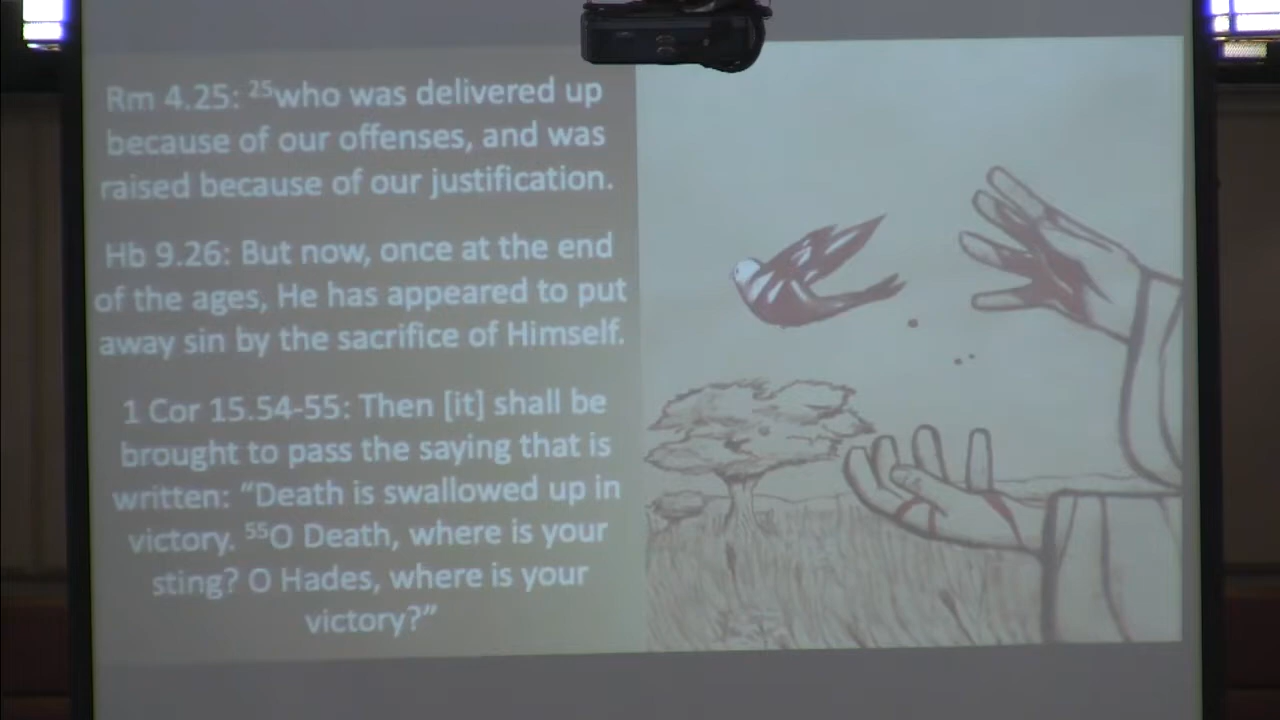 Rm 4.25: ²⁵who was delivered up
because of our offenses, and was
raised because of our justification.
Hb 9.26: But now, once at the end
of the ages, He has appeared to put
away sin by the sacrifice of Himself.
1 Cor 15.54-55: Then [it] shall be
brought to pass the saying that is
written: “Death is swallowed up in
victory. ⁵⁵O Death, where is your
sting? O Hades, where is your
victory?”